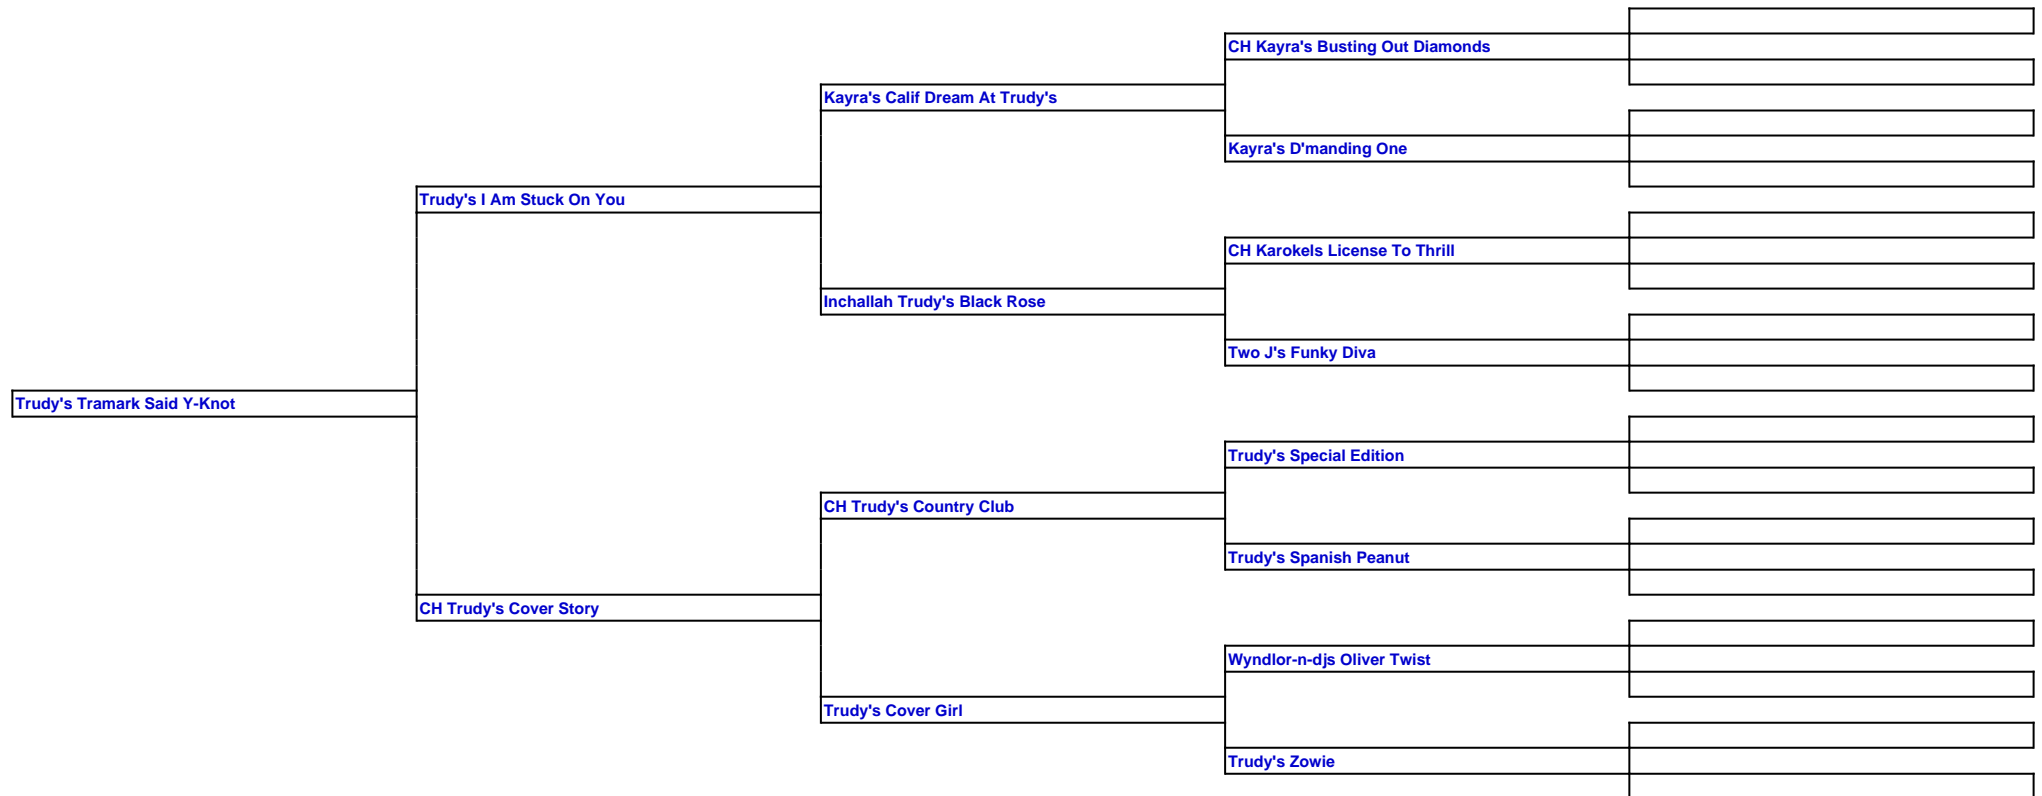 CH Kayra's Busting Out Diamonds
Kayra's Calif Dream At Trudy's
Kayra's D'manding One
Trudy's I Am Stuck On You
CH Karokels License To Thrill
Inchallah Trudy's Black Rose
Two J's Funky Diva
Trudy's Tramark Said Y-Knot
Trudy's Special Edition
CH Trudy's Country Club
Trudy's Spanish Peanut
CH Trudy's Cover Story
Wyndlor-n-djs Oliver Twist
Trudy's Cover Girl
Trudy's Zowie